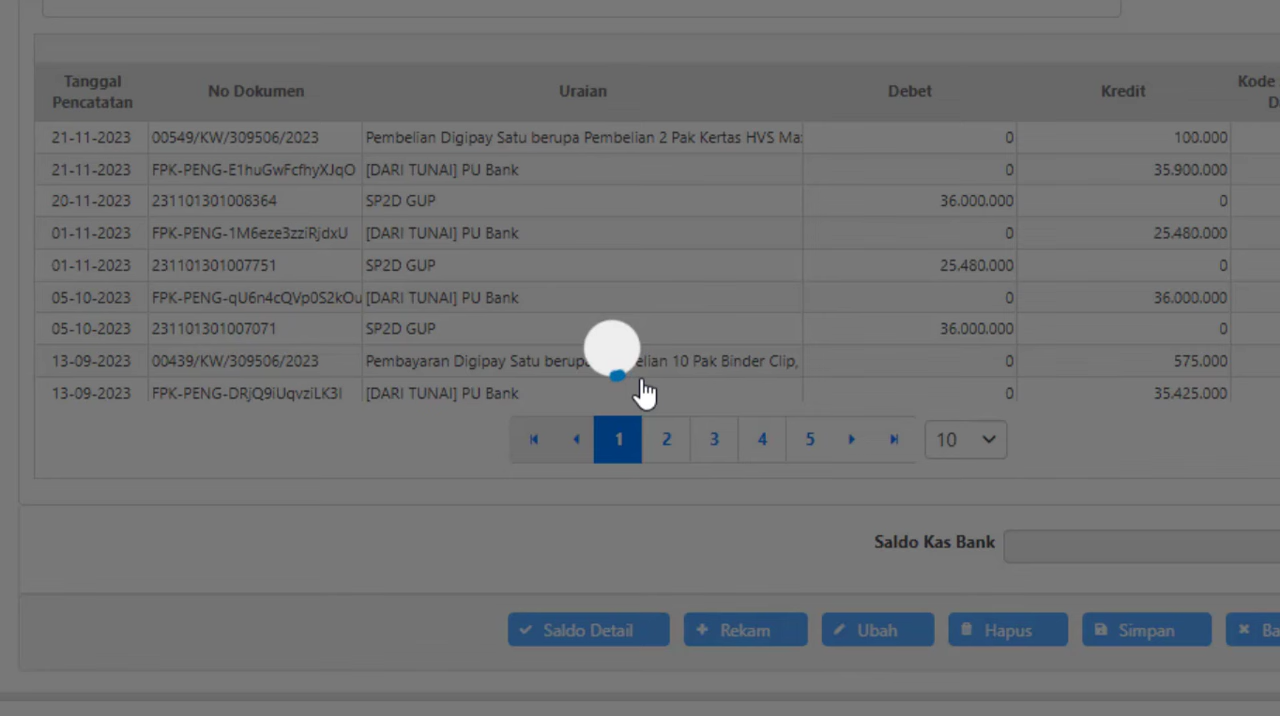 Tanggal Pencatatan No Dokumen Uraian Debet Kredit Kode
21-11-2023 00549/KW/309506/2023 Pembelian Digipay Satu berupa Pembelian 2 Pak Kertas HVS 0 100.000
21-11-2023 FPK-PENG-E1huGwFcfhyXJqO [DARI TUNAI] PU Bank 0 35.900.000
20-11-2023 231101301008364 SP2D GUP 36.000.000 0
01-11-2023 FPK-PENG-1M6eze3zziRjdxU [DARI TUNAI] PU Bank 0 25.480.000
01-11-2023 231101301007751 SP2D GUP 25.480.000 0
05-10-2023 FPK-PENG-qU6n4cQVp0S2kOu [DARI TUNAI] PU Bank 0 36.000.000
05-10-2023 231101301007071 SP2D GUP 36.000.000 0
13-09-2023 00439/KW/309506/2023 Pembayaran Digipay Satu 10 Pak Binder Clip, 0 575.000
13-09-2023 FPK-PENG-DRjQ9iUqvziLK3I [DARI TUNAI] PU Bank 0 35.425.000
1 2 3 4 5 10
Saldo Kas Bank
Saldo Detail Rekam Ubah Hapus Simpan